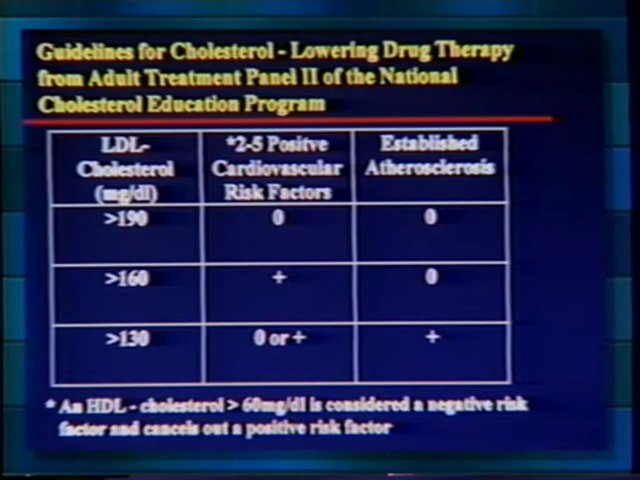 Guidelines for Cholesterol - Lowering Drug Therapy
from Adult Treatment Panel II of the National
Cholesterol Education Program
LDL- *2-5 Positve Established
Cholesterol Cardiovascular Atherosclerosis
(mg/dl) Risk Factors
>190 0 0
>160 + 0
>130 0 or + +
* An HDL - cholesterol > 60mg/dl is considered a negative risk
factor and cancels out a positive risk factor